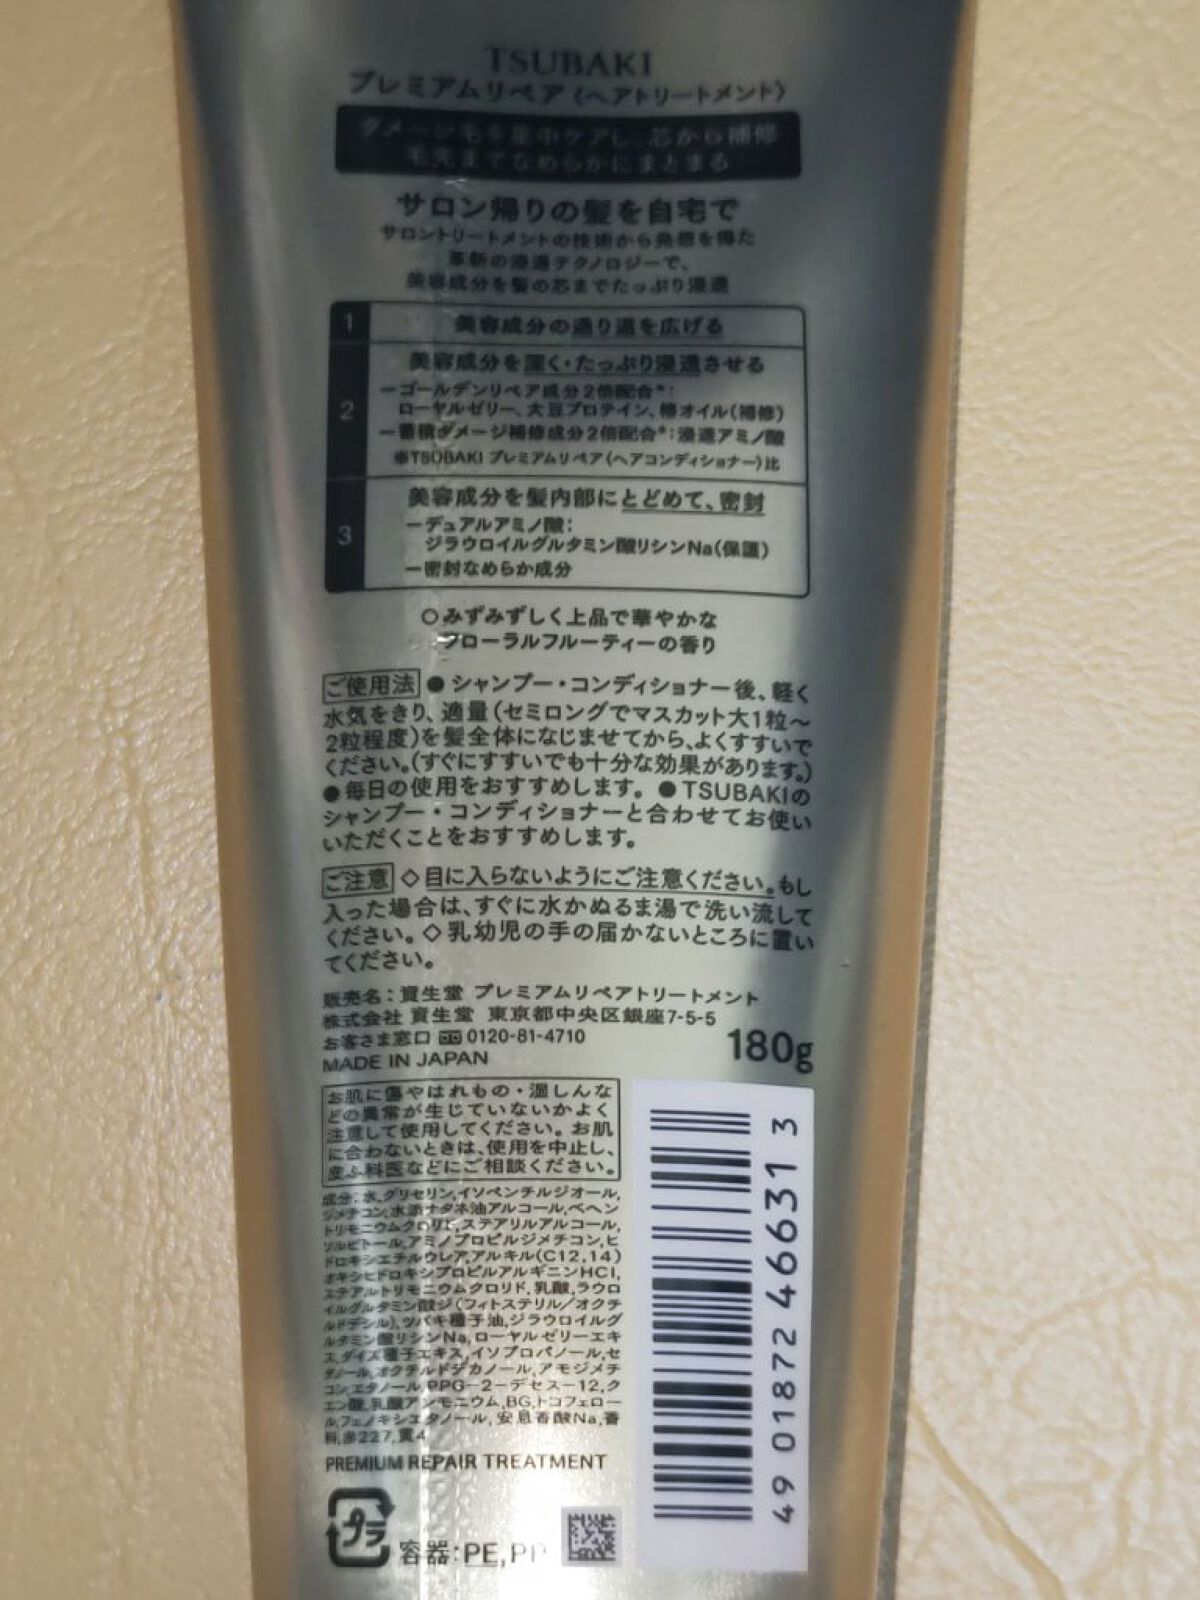 TSUBAKI
プレミアムリペア〈ヘアトリートメント〉
ダメージ毛を集中ケアし、芯から補修
毛先までなめらかにまとまる
サロン帰りの髪を自宅で
サロントリートメントの技術から発想を得た
革新の浸透テクノロジーで、
美容成分を髪の芯までたっぷり浸透
1 美容成分の通り道を広げる
2 美容成分を深く・たっぷり浸透させる
ーゴールデンリペア成分2倍配合*:
ローヤルゼリー、大豆プロテイン、椿オイル(補修)
ー蓄積ダメージ補修成分2倍配合*:浸透アミノ酸
※TSUBAKI プレミアムリペア〈ヘアコンディショナー〉比
3 美容成分を髪内部にとどめて、密封
ーデュアルアミノ酸:
ジラウロイルグルタミン酸リシンNa(保護)
ー密封なめらか成分
○みずみずしく上品で華やかな
フローラルフルーティーの香り
ご使用法 ●シャンプー・コンディショナー後、軽く
水気をきり、適量(セミロングでマスカット大1粒～
2粒程度)を髪全体になじませてから、よくすすいで
ください。(すぐにすすいでも十分な効果があります。)
●毎日の使用をおすすめします。●TSUBAKIの
シャンプー・コンディショナーと合わせてお使い
いただくことをおすすめします。
ご注意 ◇目に入らないようにご注意ください。もし
入った場合は、すぐに水かぬるま湯で洗い流して
ください。◇乳幼児の手の届かないところに置い
てください。
販売名:資生堂 プレミアムリペアトリートメント
株式会社 資生堂 東京都中央区銀座7-5-5
お客さま窓口 0120-81-4710
MADE IN JAPAN
180g
お肌に傷やはれもの・湿しんな
どの異常が生じていないかよく
注意して使用してください。お肌
に合わないときは、使用を中止し、
皮ふ科医などにご相談ください。
成分:水,グリセリン,イソペンチルジオール,
ジメチコン,水添ナタネ油アルコール,ベヘン
トリモニウムクロリド,ステアリルアルコール,
ソルビトール,アミノプロピルジメチコン,ヒ
ドロキシエチルウレア,アルキル(C12,14)
オキシヒドロキシプロピルアルギニンHCl,
ステアルトリモニウムクロリド,乳酸,ラウロ
イルグルタミン酸ジ(フィトステリル/オクチ
ルドデシル),ツバキ種子油,ジラウロイルグ
ルタミン酸リシンNa,ローヤルゼリーエキ
ス,ダイズ種子エキス,イソプロパノール,セ
タノール,オクチルドデカノール,アモジメチ
コン,エタノール,PPG-2-デセス-12,ク
エン酸,乳酸アンモニウム,BG,トコフェロー
ル,フェノキシエタノール,安息香酸Na,香
料,赤227,黄4
PREMIUM REPAIR TREATMENT
プラ
容器:PE,PP
4 901872 466313